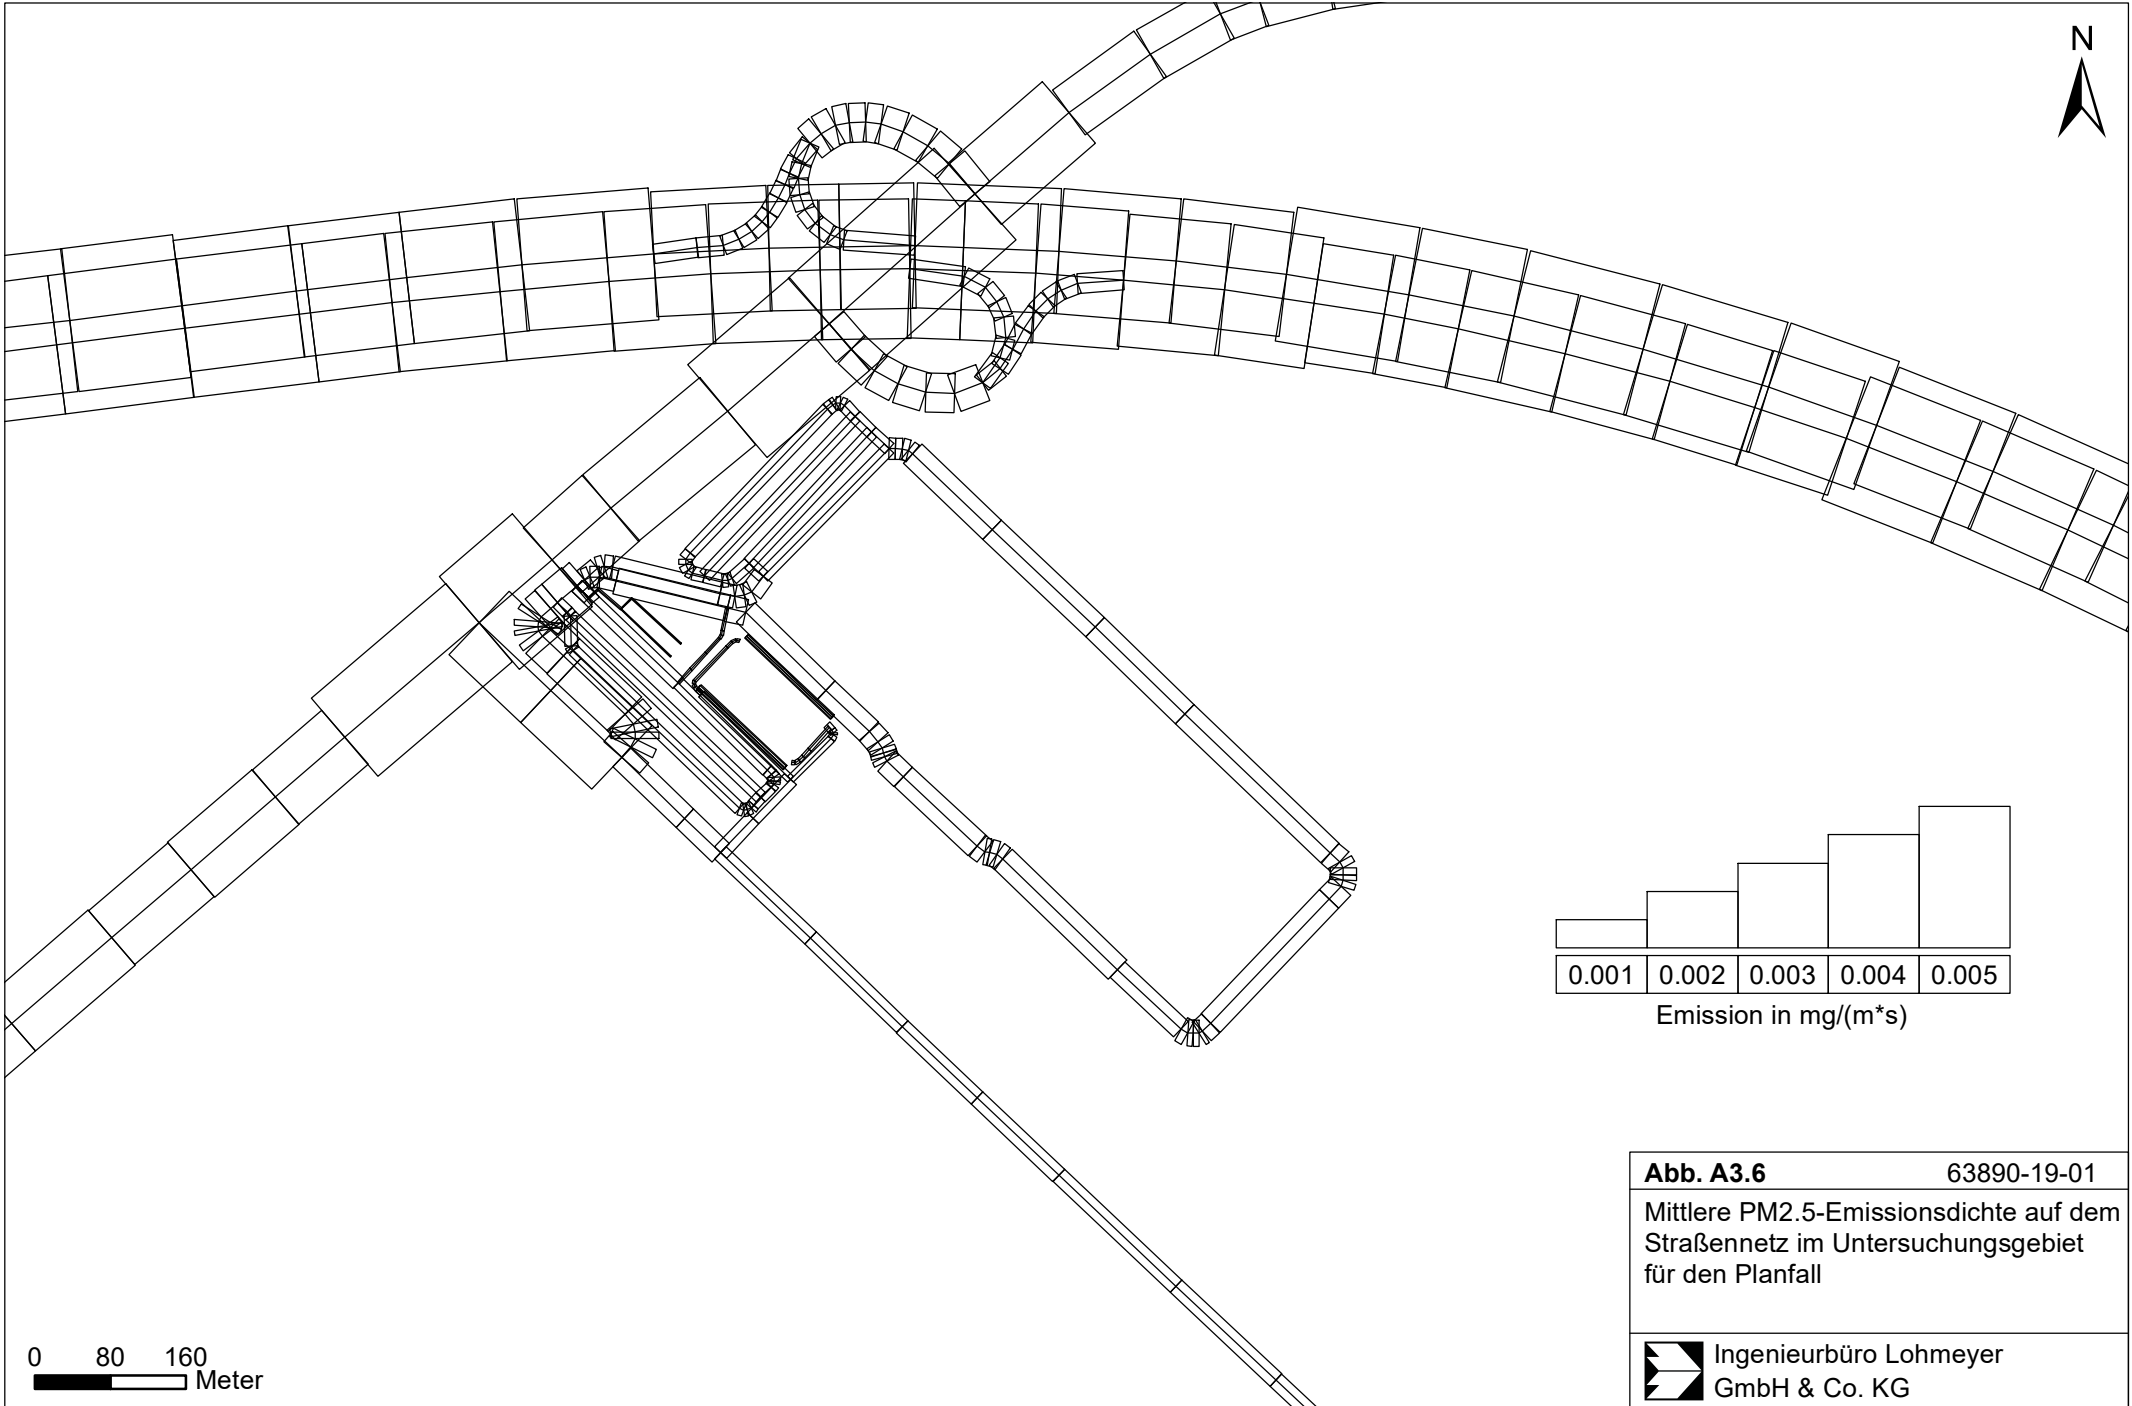 N
0.001 0.002 0.003 0.004 0.005
Emission in mg/(m*s)
Abb. A3.6 63890-19-01
Mittlere PM2.5-Emissionsdichte auf dem
Straßennetz im Untersuchungsgebiet
für den Planfall
0 80 160
Meter
Ingenieurbüro Lohmeyer
GmbH & Co. KG